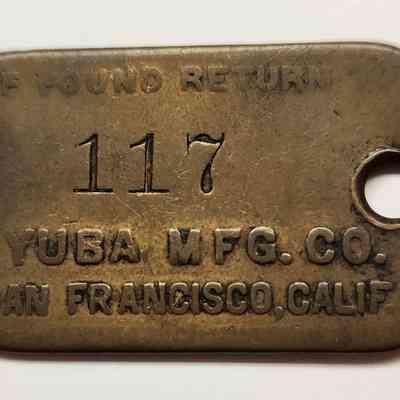 F FOUND RETURN
117
YUBA MFG. CO.
AN FRANCISCO, CALIF